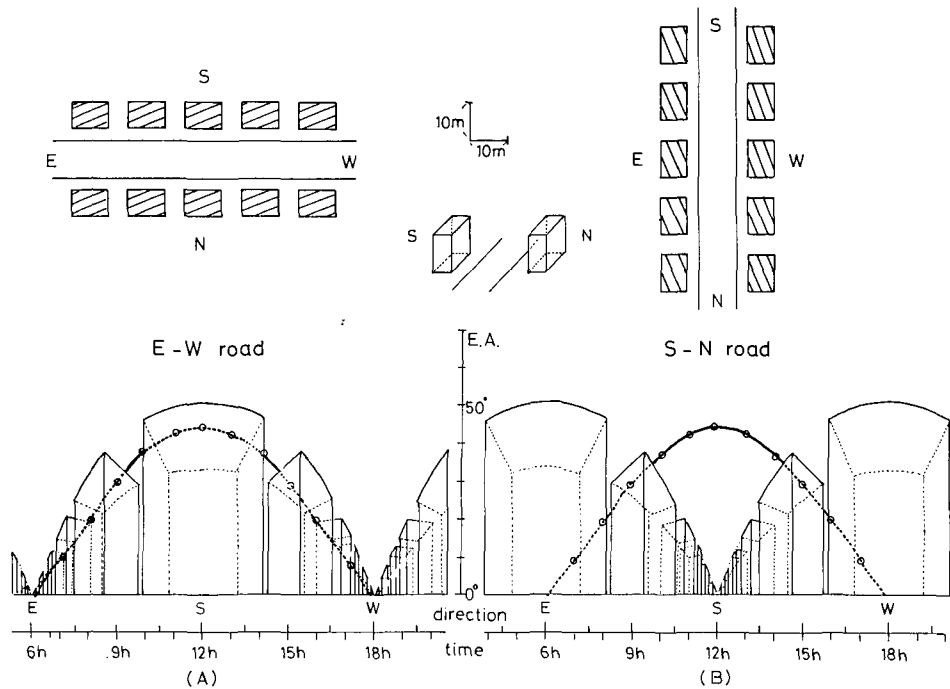 S
E W
N
10m
10m
S N
S
E W
N
E-W road
E.A.
S-N road
50°
0°
E S W
E S W
direction
time
6h 9h 12h 15h 18h
6h 9h 12h 15h 18h
(A)
(B)